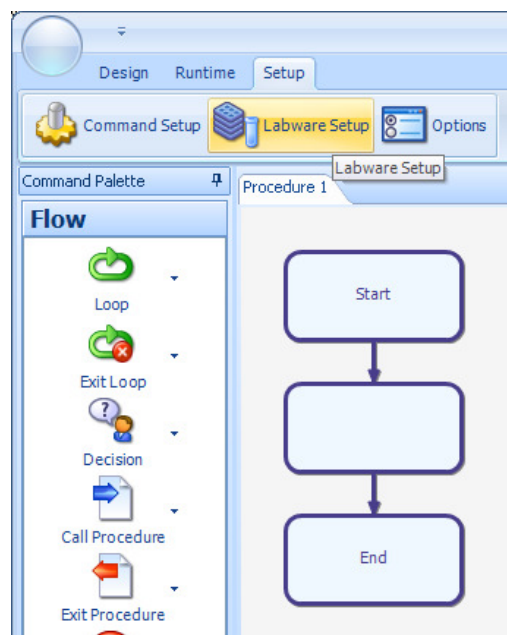 Design Runtime Setup
Command Setup Labware Setup Options
Labware Setup
Command Palette
Procedure 1
Flow
Loop
Exit Loop
?
Decision
Call Procedure
Exit Procedure
Start
End